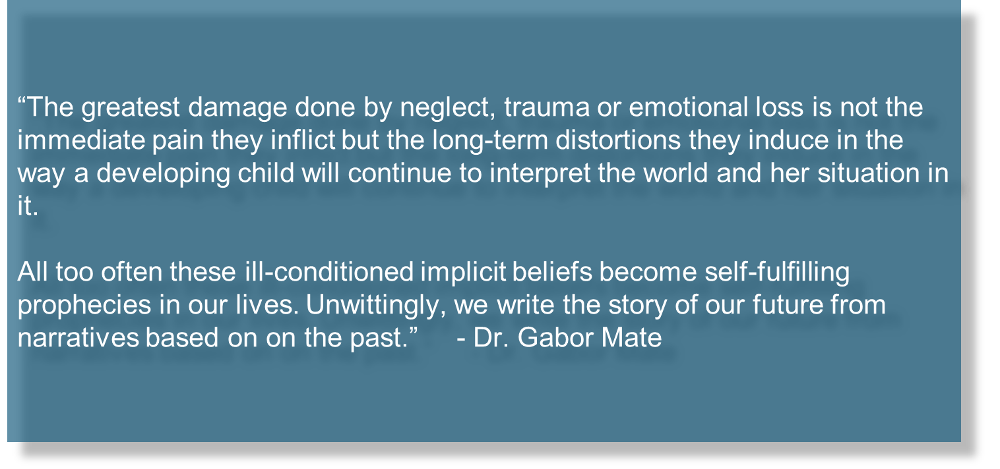 “The greatest damage done by neglect, trauma or emotional loss is not the
immediate pain they inflict but the long-term distortions they induce in the
way a developing child will continue to interpret the world and her situation in
it.
All too often these ill-conditioned implicit beliefs become self-fulfilling
prophecies in our lives. Unwittingly, we write the story of our future from
narratives based on on the past.” - Dr. Gabor Mate